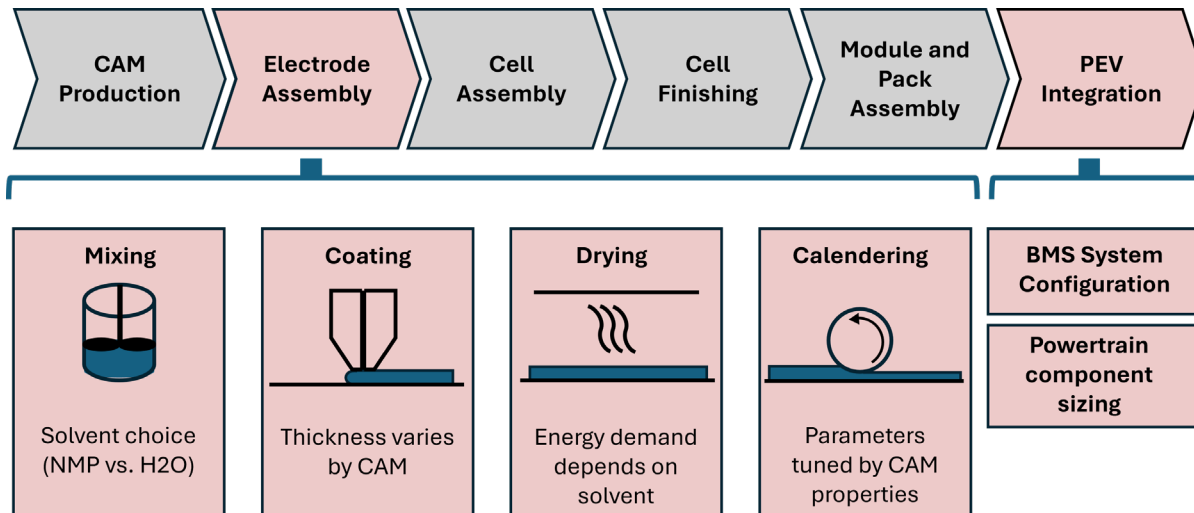 CAM
Production
Electrode
Assembly
Cell
Assembly
Cell
Finishing
Module and
Pack
Assembly
PEV
Integration
Mixing
Solvent choice
(NMP vs. H2O)
Coating
Thickness varies
by CAM
Drying
Energy demand
depends on
solvent
Calendering
Parameters
tuned by CAM
properties
BMS System
Configuration
Powertrain
component
sizing